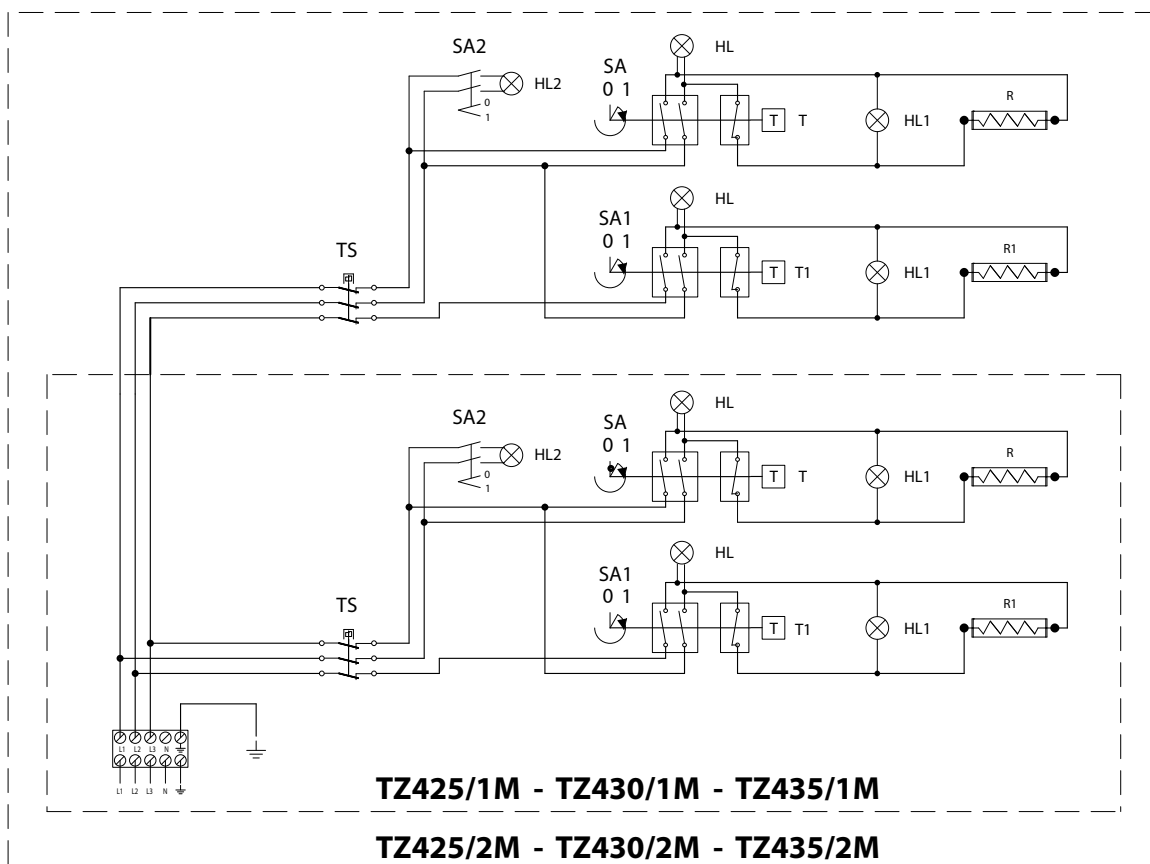 SA2
HL2
0
1
SA
0 1
HL
T T
HL1
R
TS
SA1
0 1
HL
T T1
HL1
R1
SA2
HL2
0
1
SA
0 1
HL
T T
HL1
R
TS
SA1
0 1
HL
T T1
HL1
R1
L1 L2 L3 N
L1 L2 L3 N
TZ425/1M - TZ430/1M - TZ435/1M
TZ425/2M - TZ430/2M - TZ435/2M